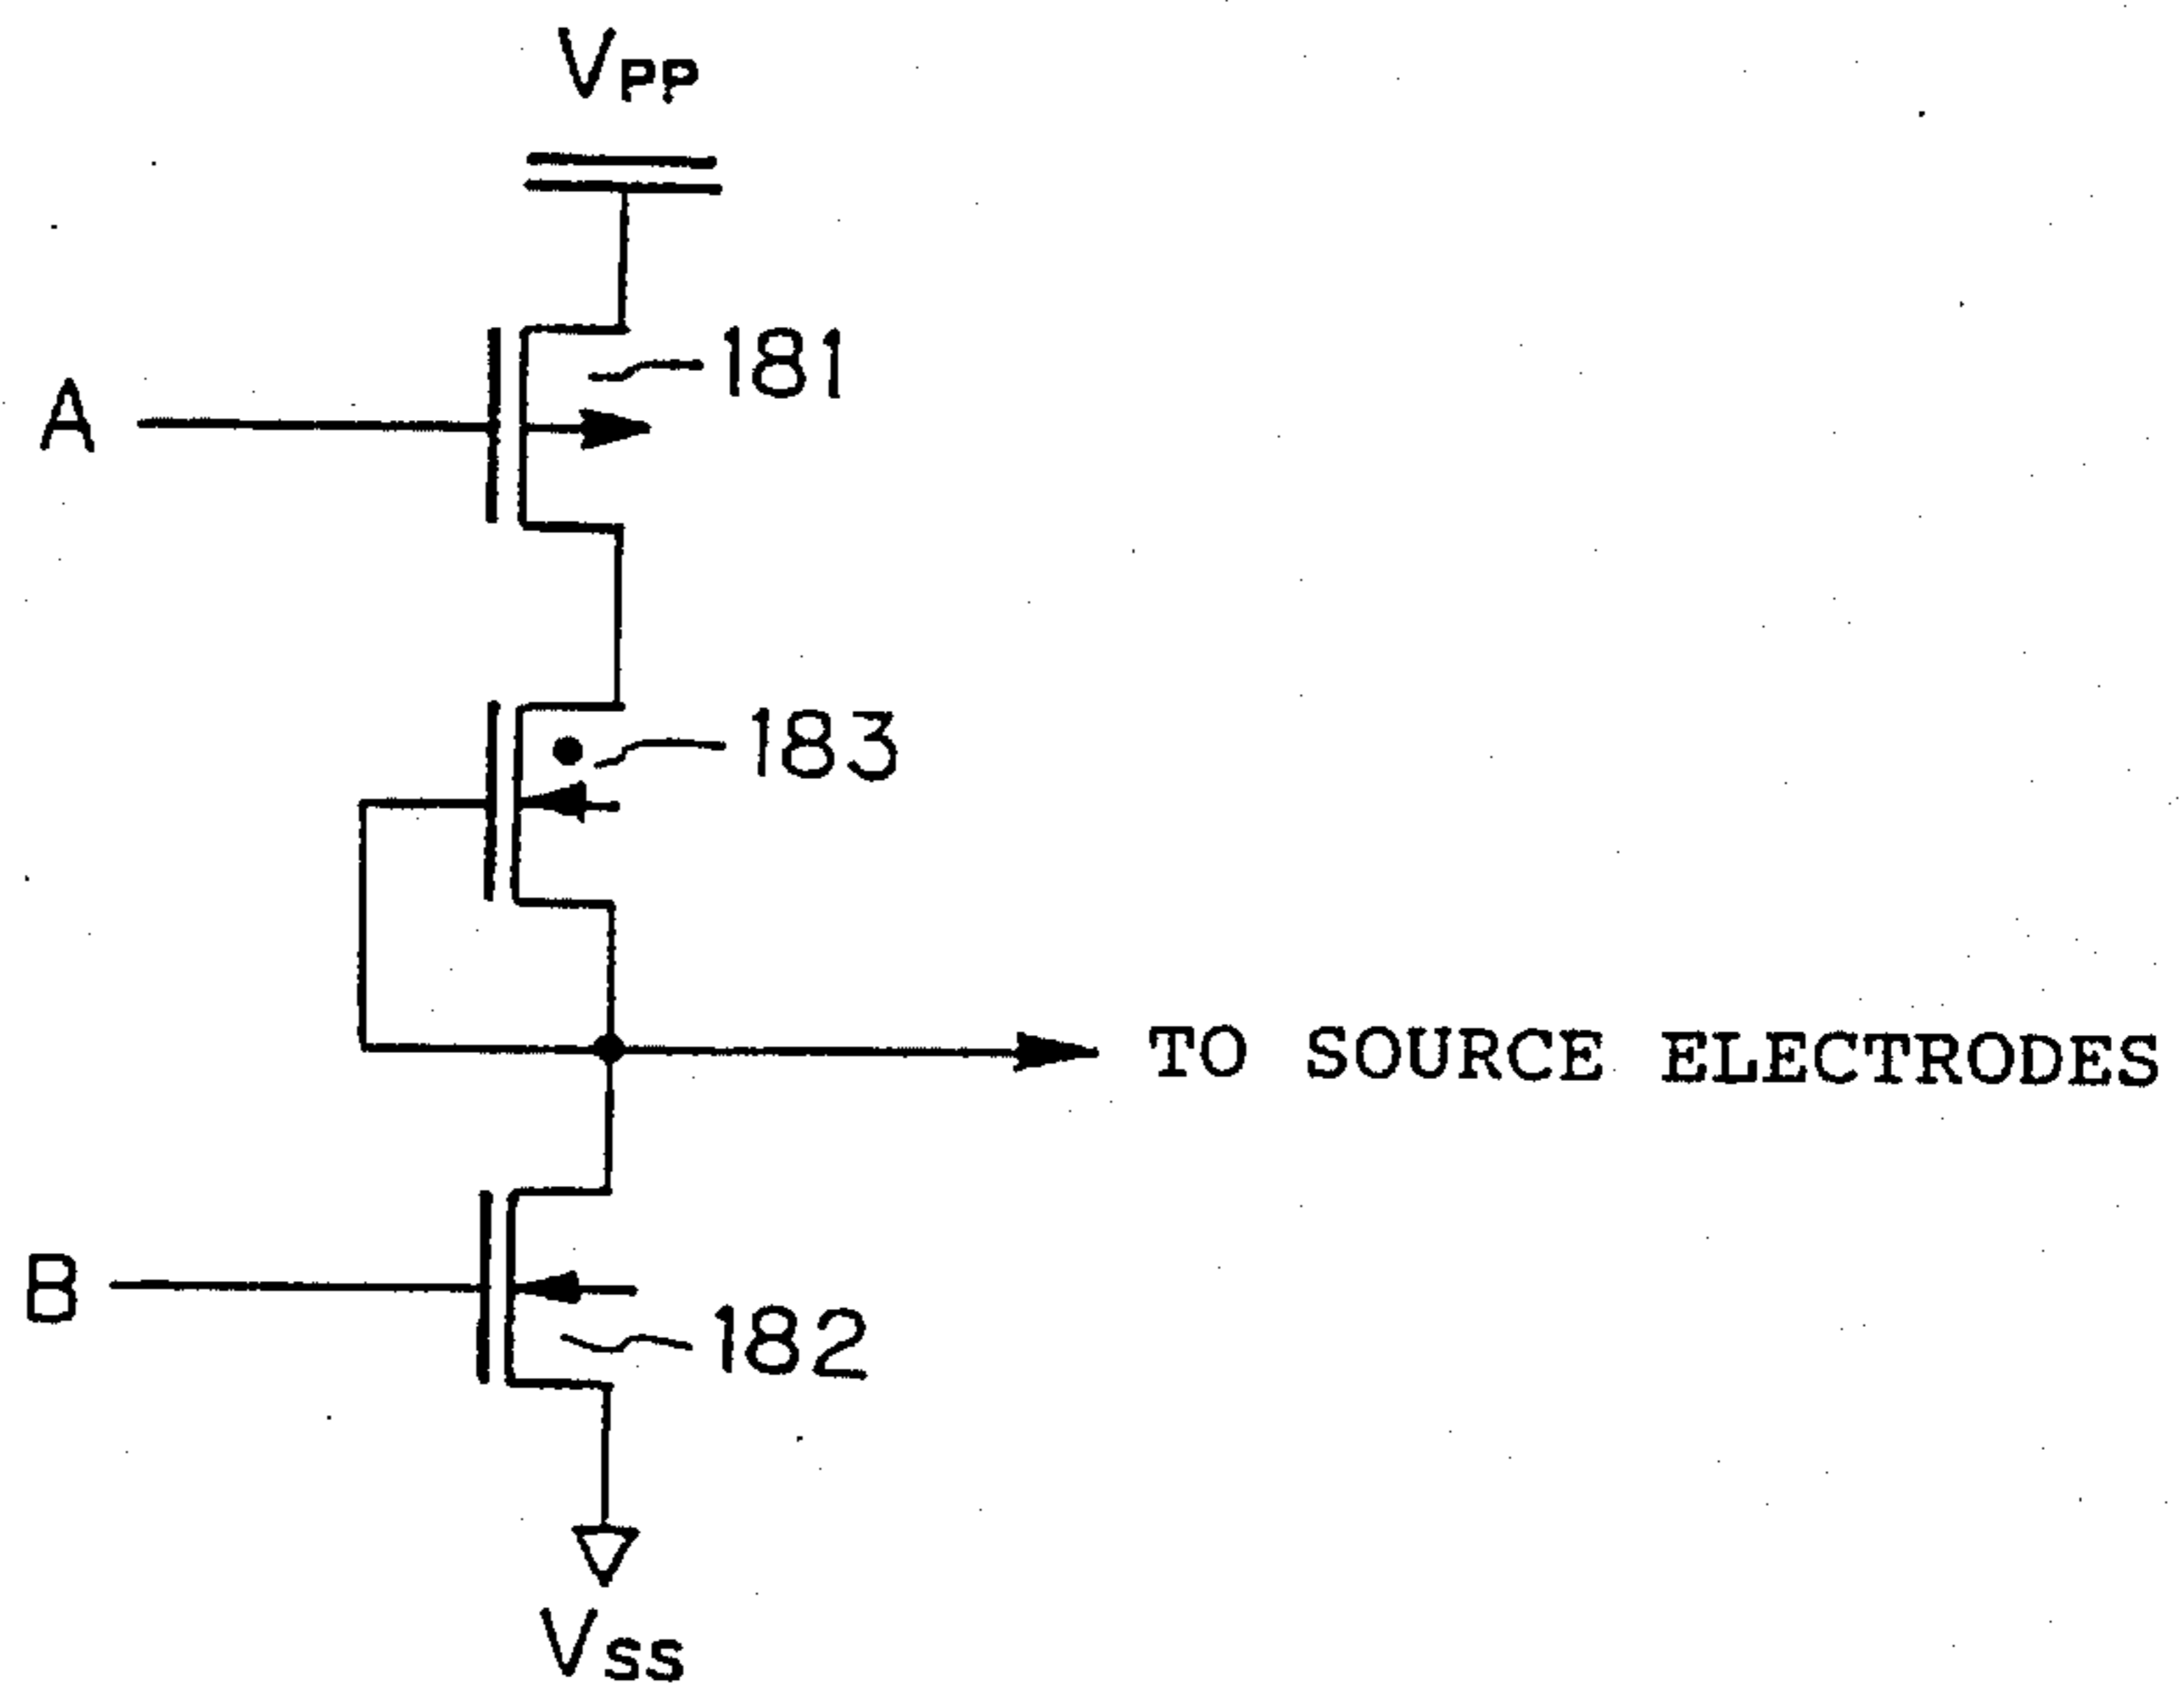 VPP
181
A
183
TO SOURCE ELECTRODES
B
182
VSS